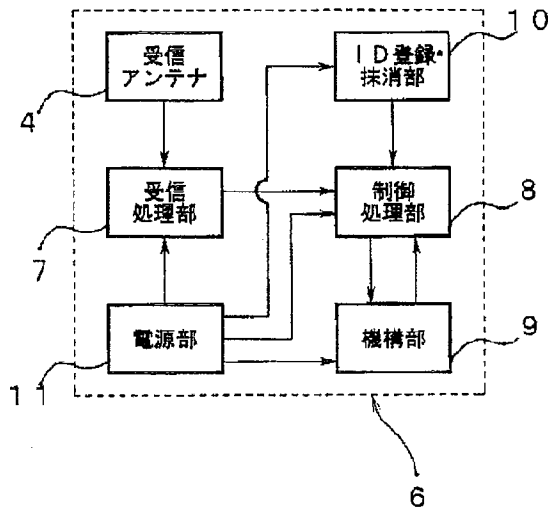 10
受信
アンテナ
ID登録・
抹消部
4
受信
処理部
制御
処理部
7
8
電源部
機構部
9
11
6